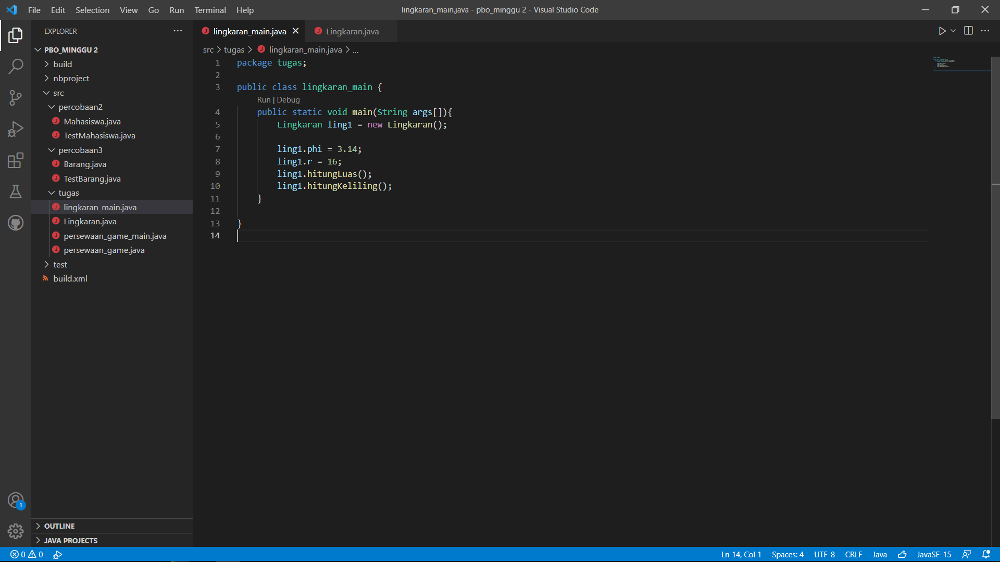 File Edit Selection View Go Run Terminal Help
lingkaran_main.java - pbo_minggu 2 - Visual Studio Code
EXPLORER
PBO_MINGGU 2
build
nbproject
src
percobaan2
Mahasiswa.java
TestMahasiswa.java
percobaan3
Barang.java
TestBarang.java
tugas
lingkaran_main.java
Lingkaran.java
persewaan_game_main.java
persewaan_game.java
test
build.xml
OUTLINE
JAVA PROJECTS
1
lingkaran_main.java
Lingkaran.java
src > tugas > lingkaran_main.java > ...
1 package tugas;
2
3 public class lingkaran_main {
Run | Debug
4 public static void main(String args[]){
5 Lingkaran ling1 = new Lingkaran();
6
7 ling1.phi = 3.14;
8 ling1.r = 16;
9 ling1.hitungLuas();
10 ling1.hitungKeliling();
11 }
12
13 }
14
0 0
Ln 14, Col 1 Spaces: 4 UTF-8 CRLF Java JavaSE-15